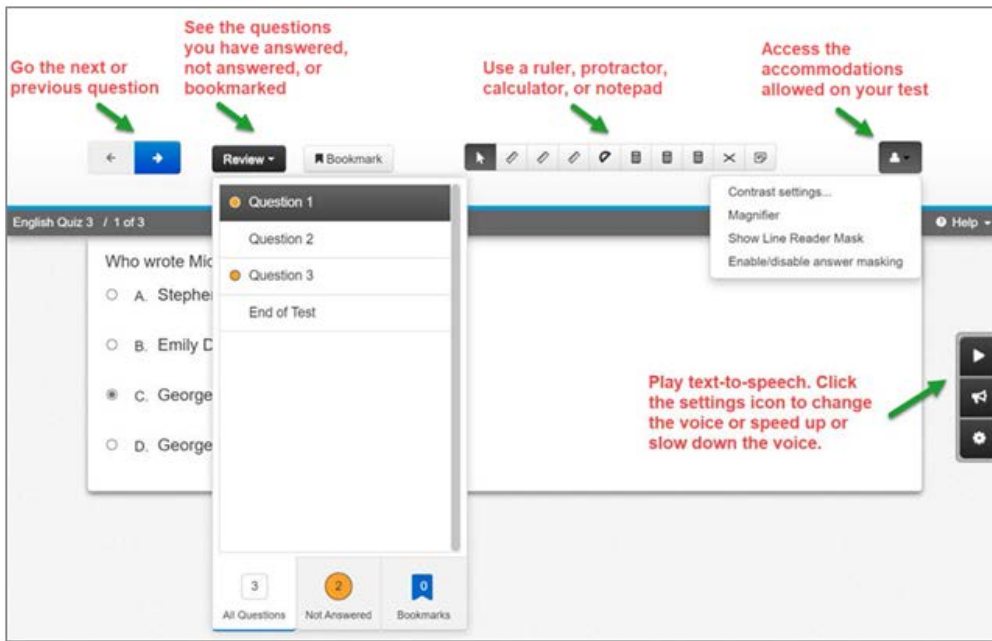 See the questions
you have answered,
not answered, or
bookmarked
Go the next or
previous question
Use a ruler, protractor,
calculator, or notepad
Access the
accommodations
allowed on your test
Review
Bookmark
Question 1
Question 2
Question 3
End of Test
Contrast settings...
Magnifier
Show Line Reader Mask
Enable/disable answer masking
English Quiz 3 / 1 of 3
Help
Who wrote Mic
A. Stephe
B. Emily D
C. George
D. George
Play text-to-speech. Click
the settings icon to change
the voice or speed up or
slow down the voice.
3
All Questions
2
Not Answered
0
Bookmarks